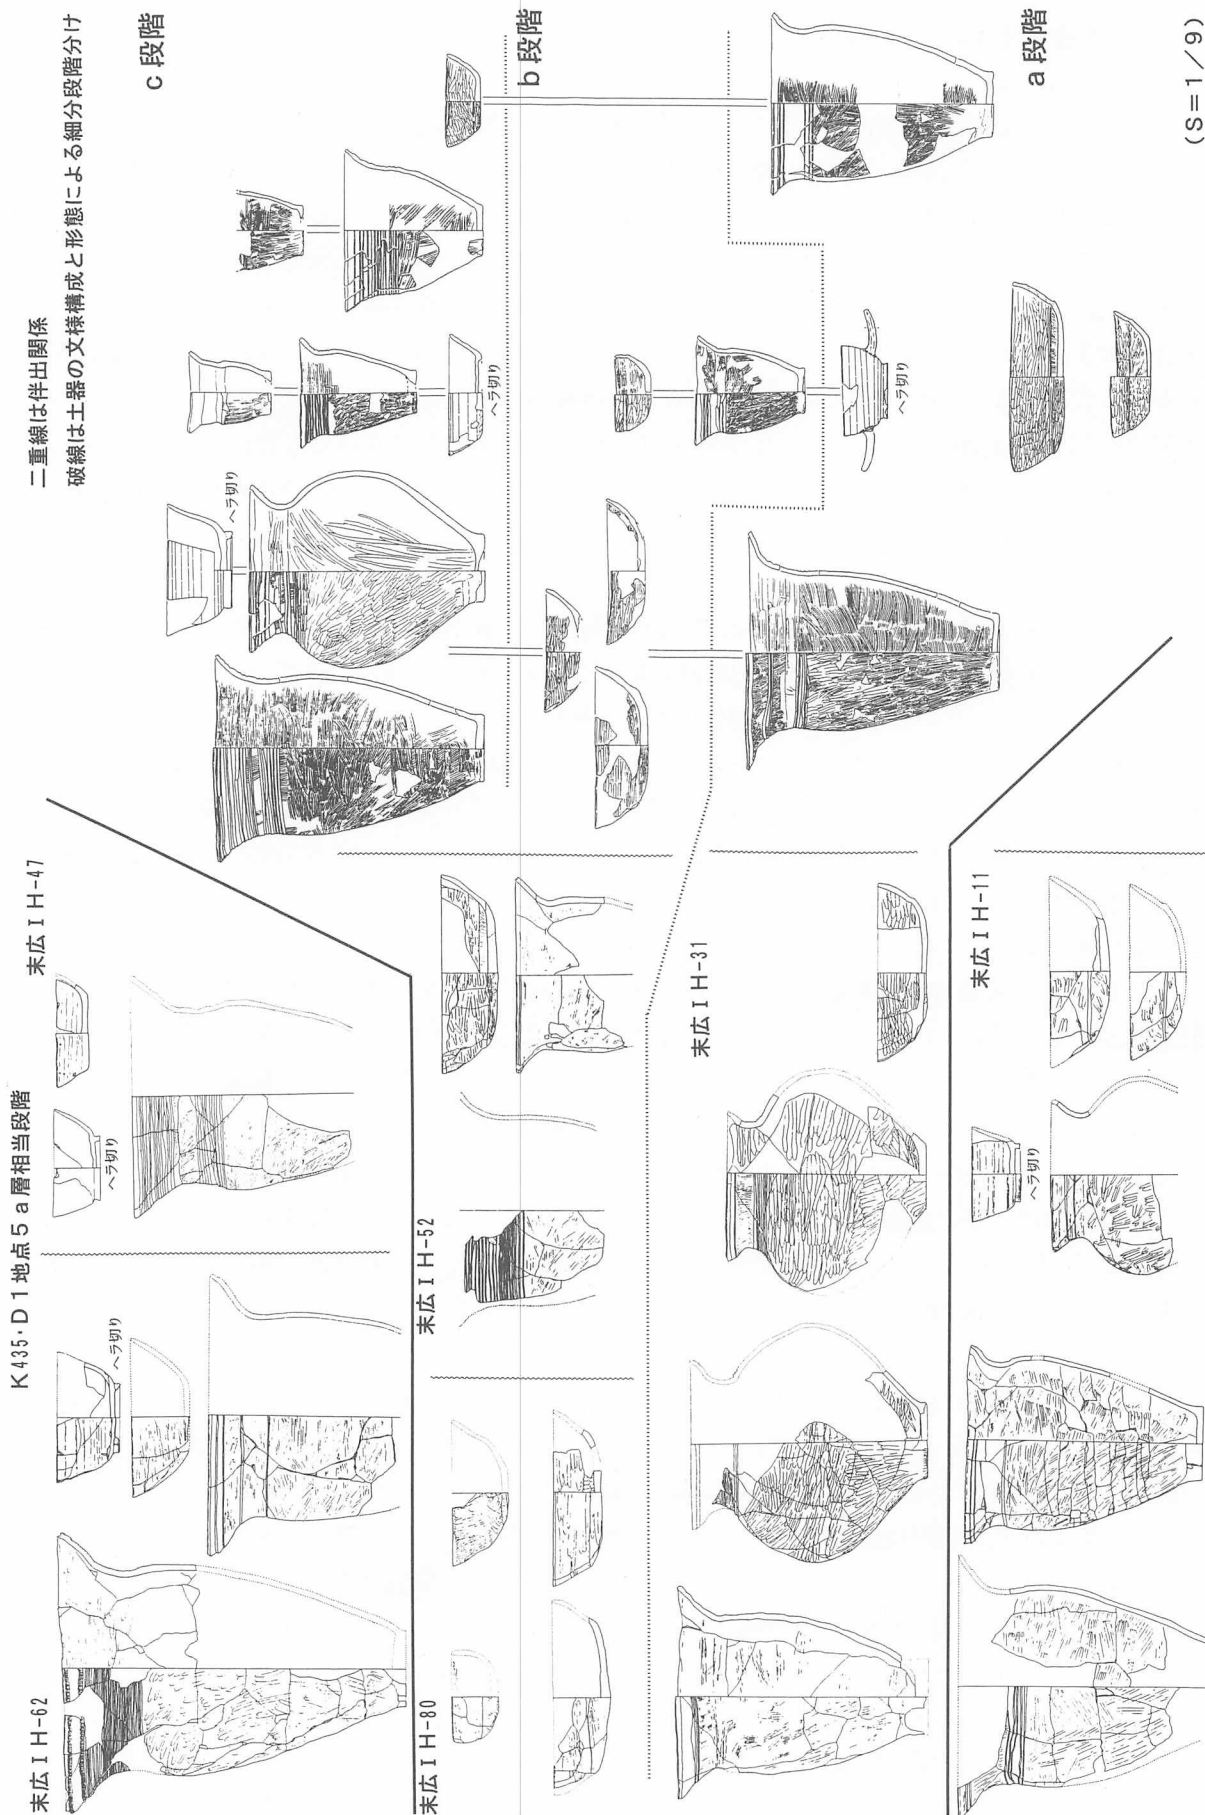 二重線は伴出関係
破線は土器の文様構成と形態による細分段階分け
c段階
b段階
a段階
(S=1/9)
K435・D1地点5a層相当段階
末広ⅠH-62
末広ⅠH-47
末広ⅠH-80
末広ⅠH-52
末広ⅠH-31
末広ⅠH-11
ヘラ切り
ヘラ切り
ヘラ切り
ヘラ切り
ヘラ切り
ヘラ切り